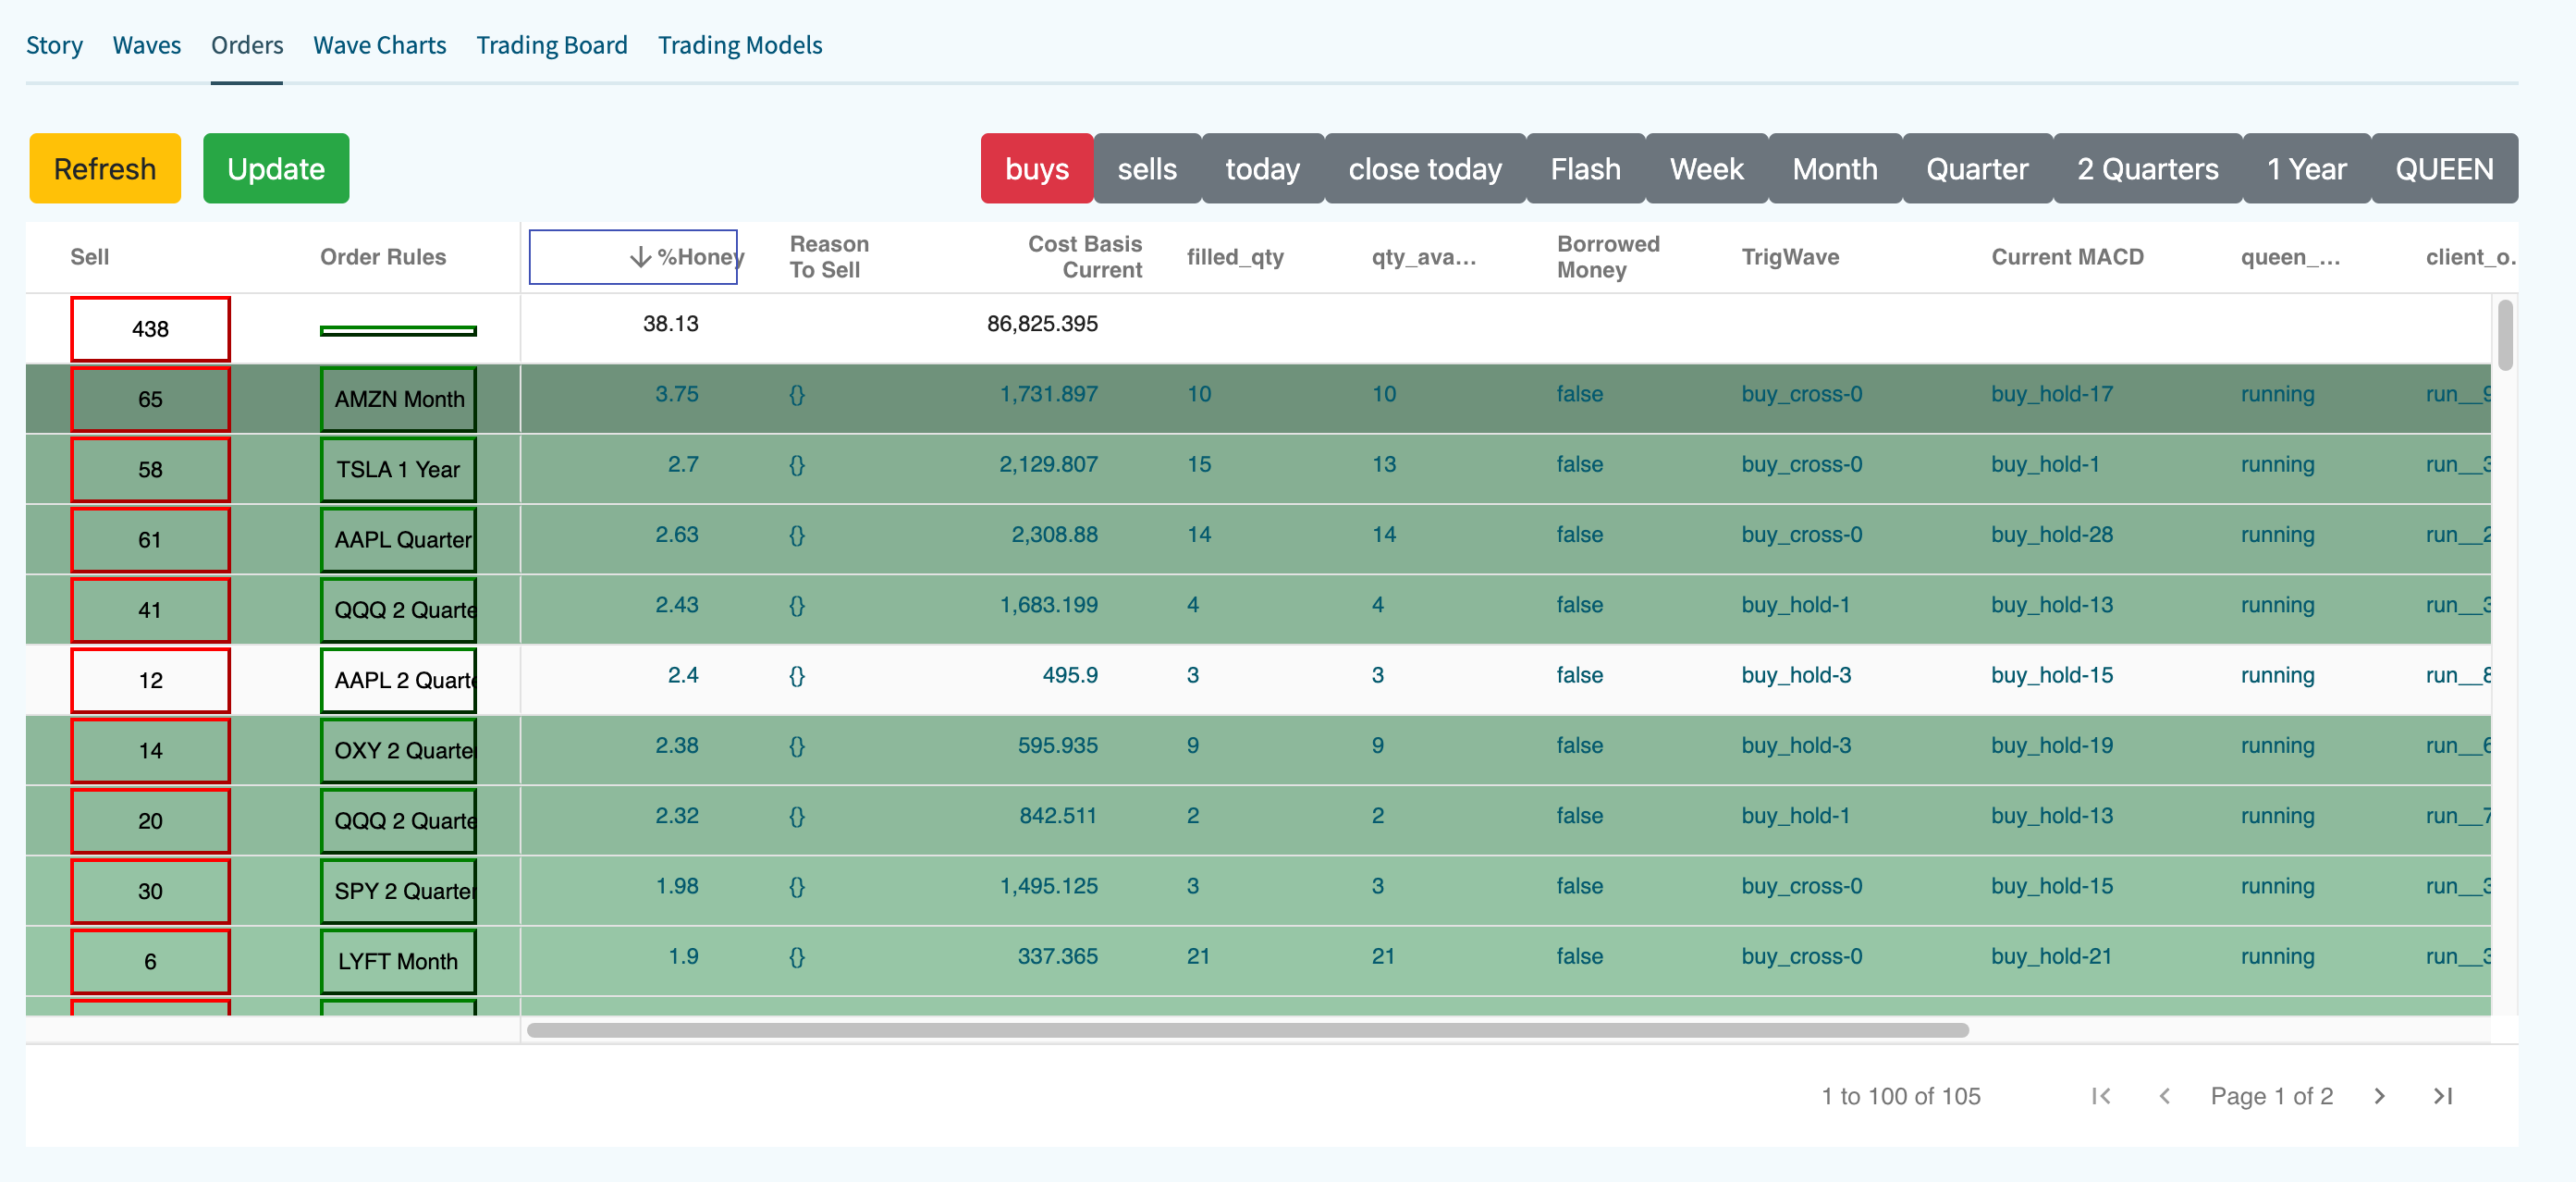 Story Waves Orders Wave Charts Trading Board Trading Models
Refresh Update buys sells today close today Flash Week Month Quarter 2 Quarters 1 Year QUEEN
Sell Order Rules %Honey Reason To Sell Cost Basis Current filled_qty qty_ava... Borrowed Money TrigWave Current MACD queen_... client_o.
438 38.13 86,825.395
65 AMZN Month 3.75 {} 1,731.897 10 10 false buy_cross-0 buy_hold-17 running run__9
58 TSLA 1 Year 2.7 {} 2,129.807 15 13 false buy_cross-0 buy_hold-1 running run__3
61 AAPL Quarter 2.63 {} 2,308.88 14 14 false buy_cross-0 buy_hold-28 running run__2
41 QQQ 2 Quarte 2.43 {} 1,683.199 4 4 false buy_hold-1 buy_hold-13 running run__3
12 AAPL 2 Quarte 2.4 {} 495.9 3 3 false buy_hold-3 buy_hold-15 running run__8
14 OXY 2 Quarte 2.38 {} 595.935 9 9 false buy_hold-3 buy_hold-19 running run__6
20 QQQ 2 Quarte 2.32 {} 842.511 2 2 false buy_hold-1 buy_hold-13 running run__7
30 SPY 2 Quarter 1.98 {} 1,495.125 3 3 false buy_cross-0 buy_hold-15 running run__3
6 LYFT Month 1.9 {} 337.365 21 21 false buy_cross-0 buy_hold-21 running run__3
1 to 100 of 105 Page 1 of 2